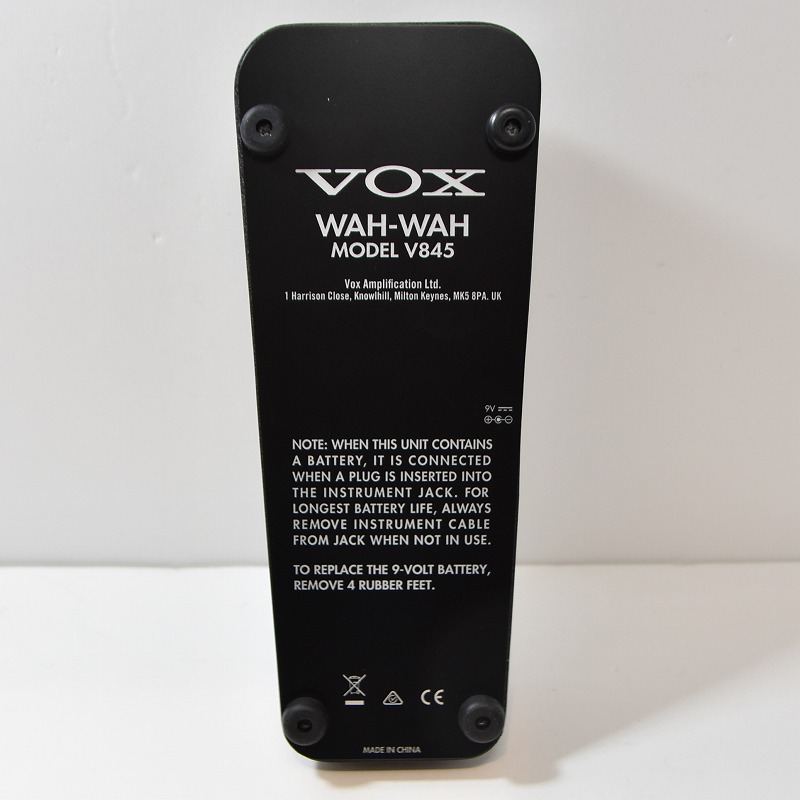 VOX
WAH-WAH
MODEL V845
Vox Amplification Ltd.
1 Harrison Close, Knowlhill, Milton Keynes, MK5 8PA. UK
9V
NOTE: WHEN THIS UNIT CONTAINS
A BATTERY, IT IS CONNECTED
WHEN A PLUG IS INSERTED INTO
THE INSTRUMENT JACK. FOR
LONGEST BATTERY LIFE, ALWAYS
REMOVE INSTRUMENT CABLE
FROM JACK WHEN NOT IN USE.
TO REPLACE THE 9-VOLT BATTERY,
REMOVE 4 RUBBER FEET.
CE
MADE IN CHINA